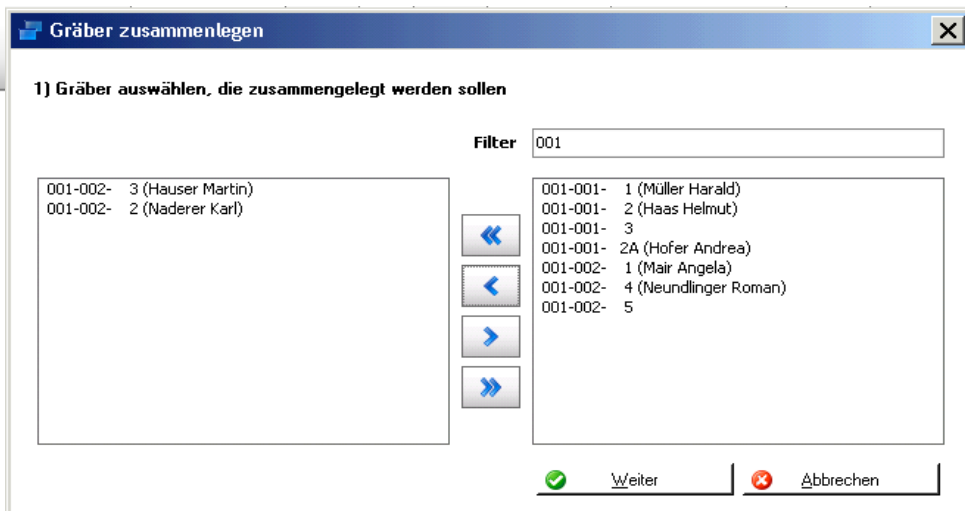 Gräber zusammenlegen
1) Gräber auswählen, die zusammengelegt werden sollen
Filter 001
001-002- 3 (Hauser Martin)
001-002- 2 (Naderer Karl)
001-001- 1 (Müller Harald)
001-001- 2 (Haas Helmut)
001-001- 3
001-001- 2A (Hofer Andrea)
001-002- 1 (Mair Angela)
001-002- 4 (Neundlinger Roman)
001-002- 5
Weiter
Abbrechen